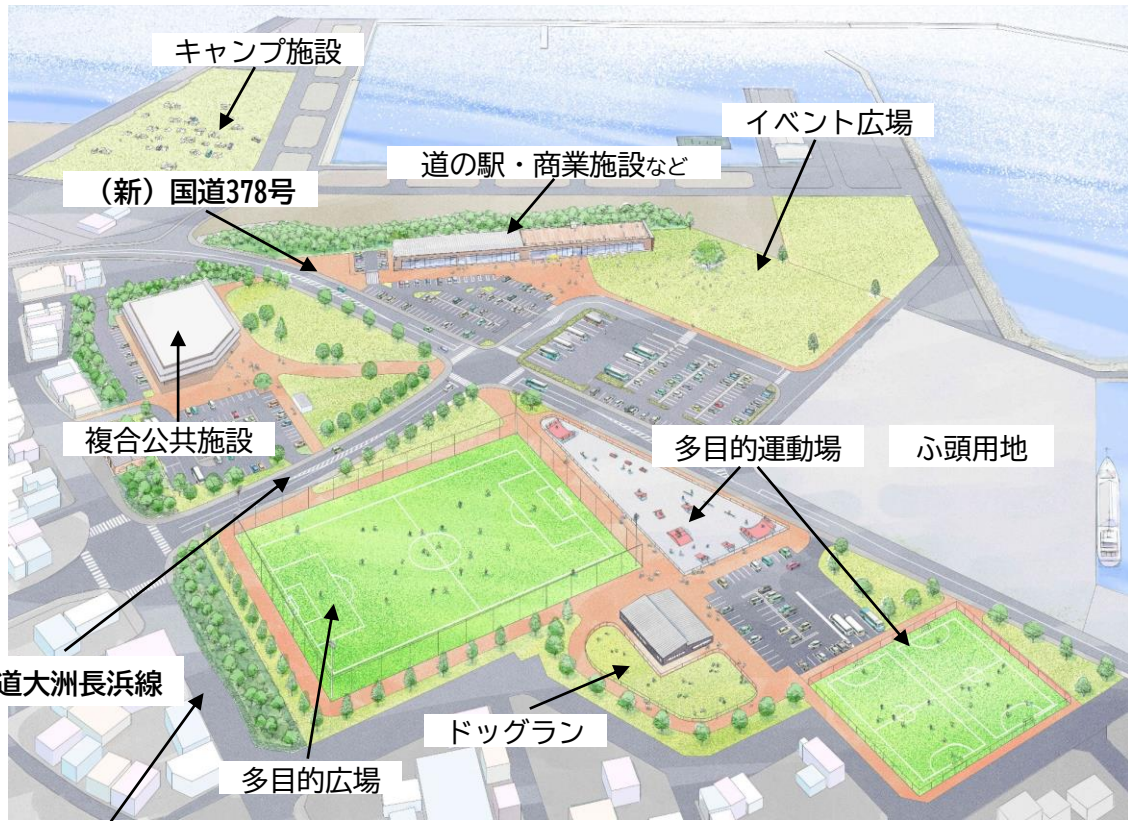 キャンプ施設
イベント広場
道の駅・商業施設など
（新）国道378号
複合公共施設
多目的運動場
ふ頭用地
道大洲長浜線
ドッグラン
多目的広場